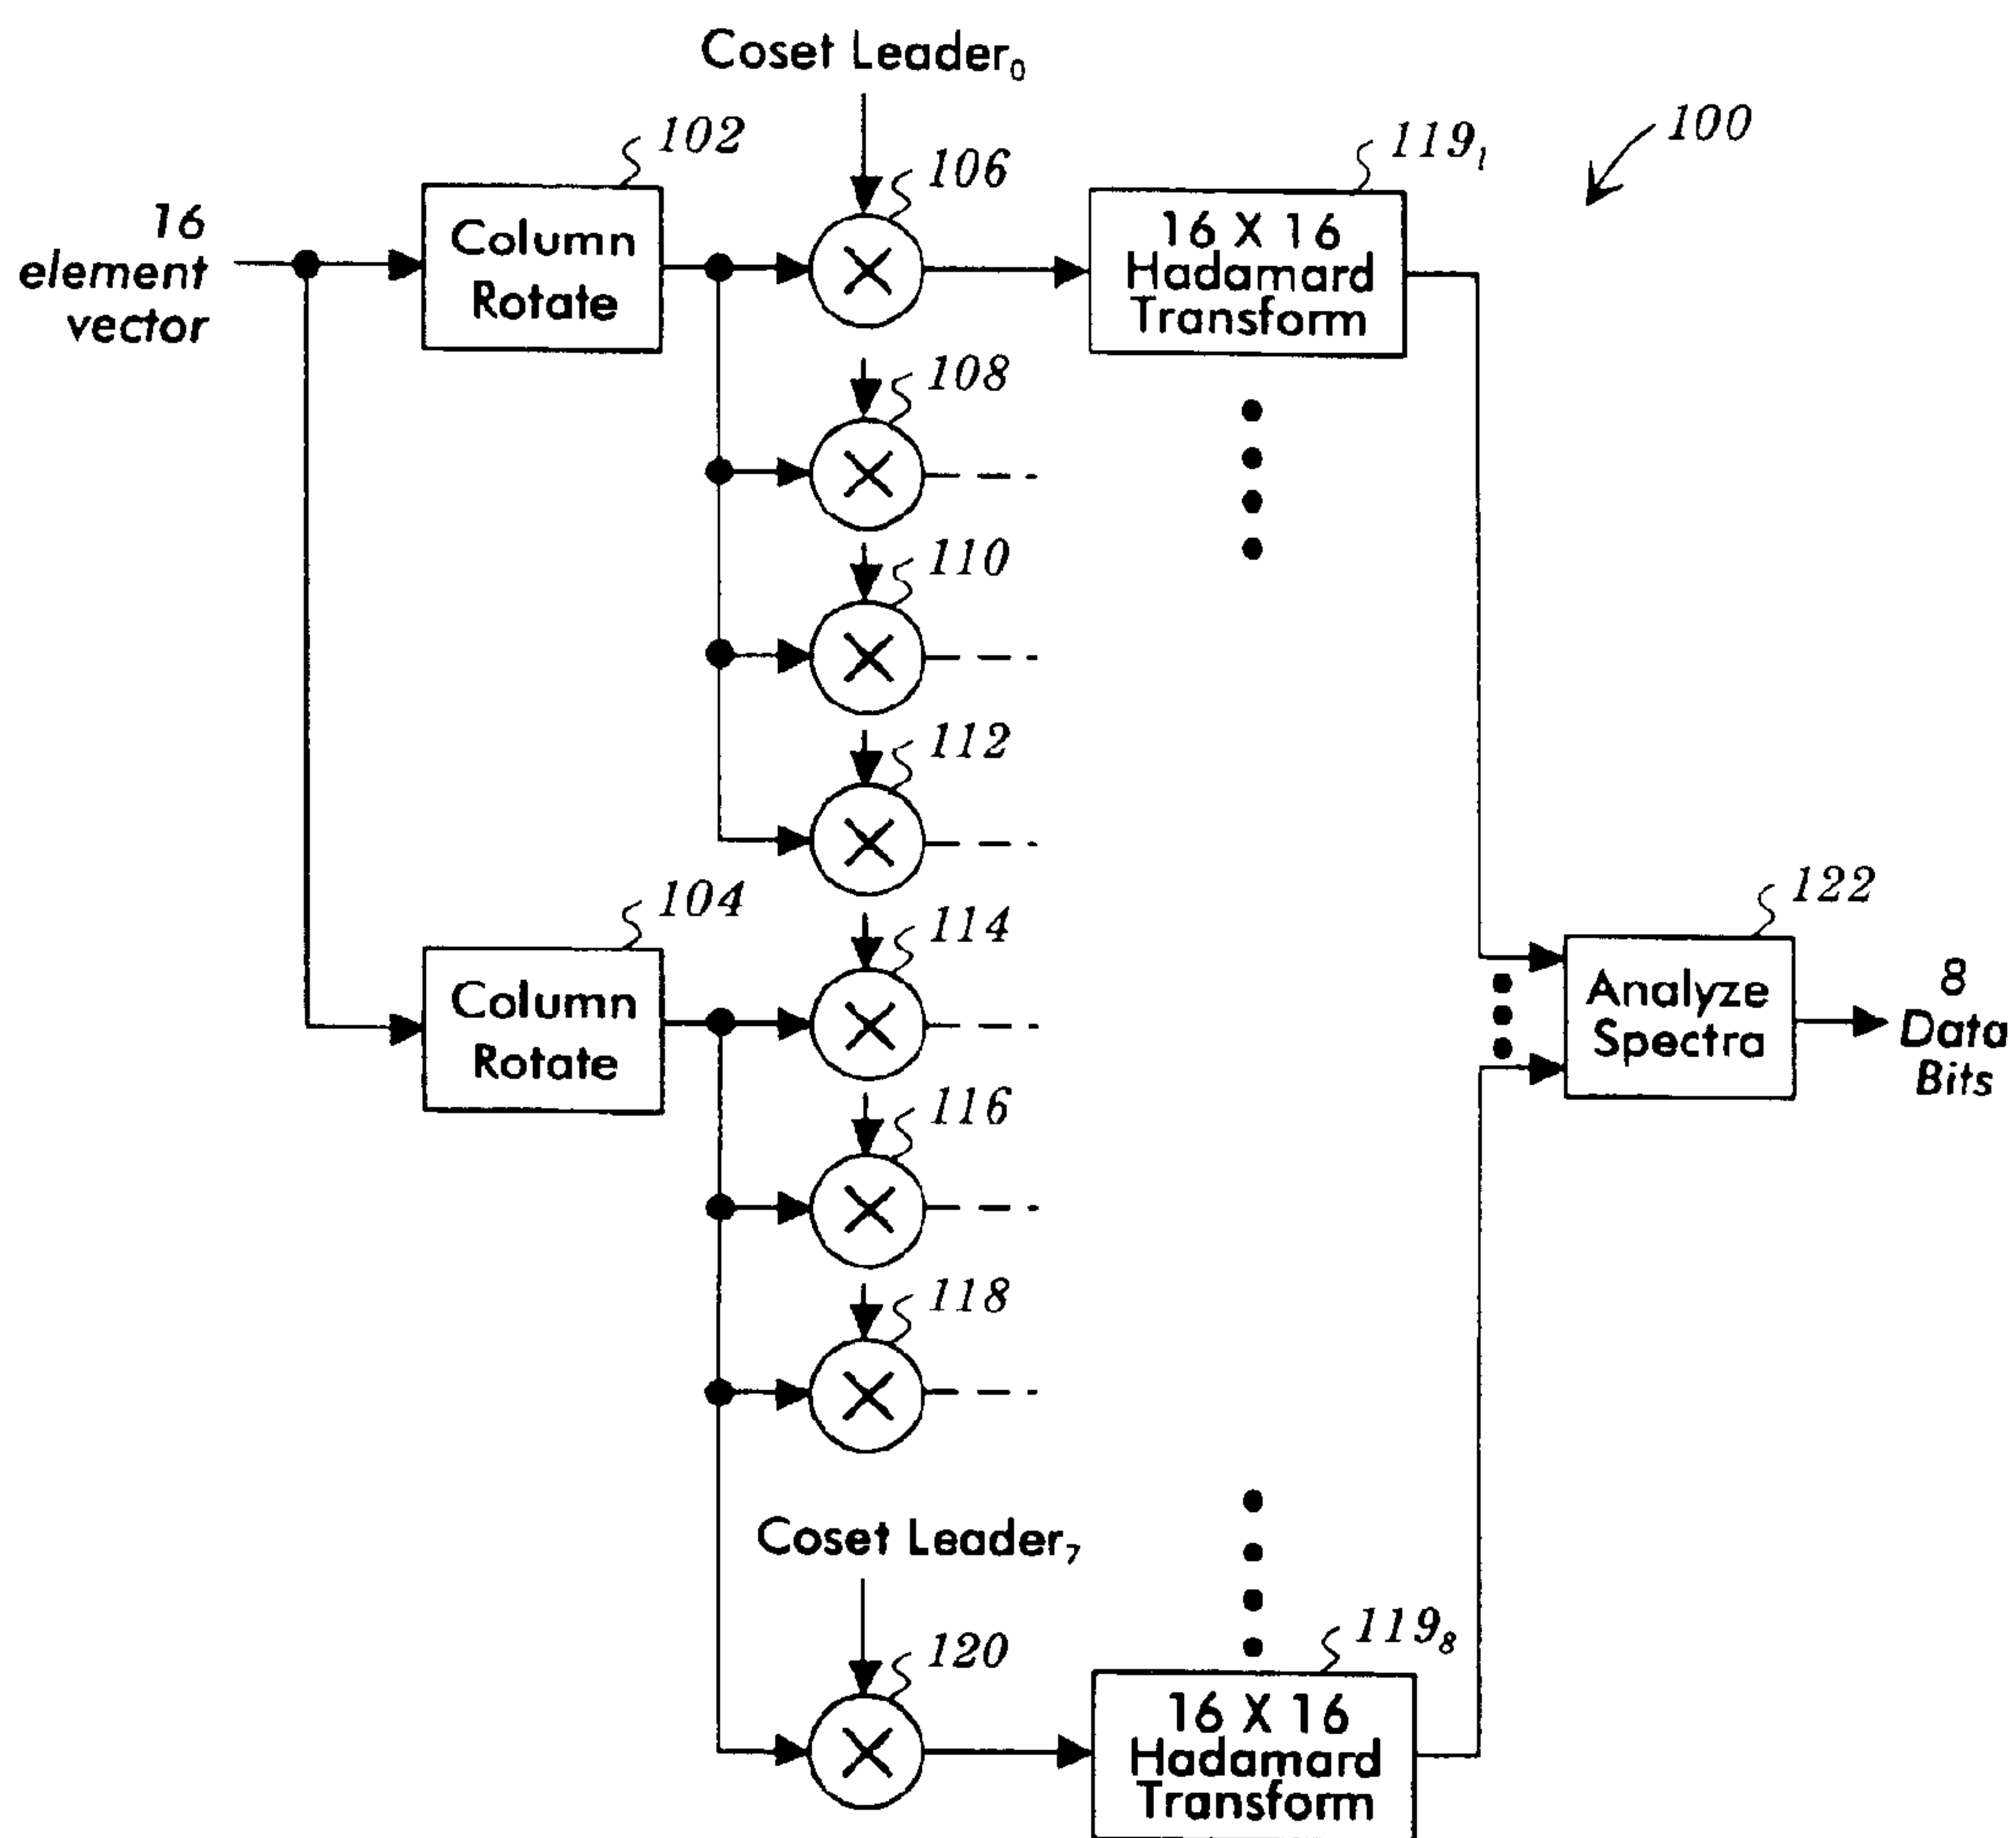 Coset Leader₀
102
106
119₁
100
16
element
vector
Column
Rotate
16 X 16
Hadamard
Transform
108
110
112
104
114
122
Column
Rotate
Analyze
Spectra
8
Data
Bits
116
118
Coset Leader₇
120
119₈
16 X 16
Hadamard
Transform